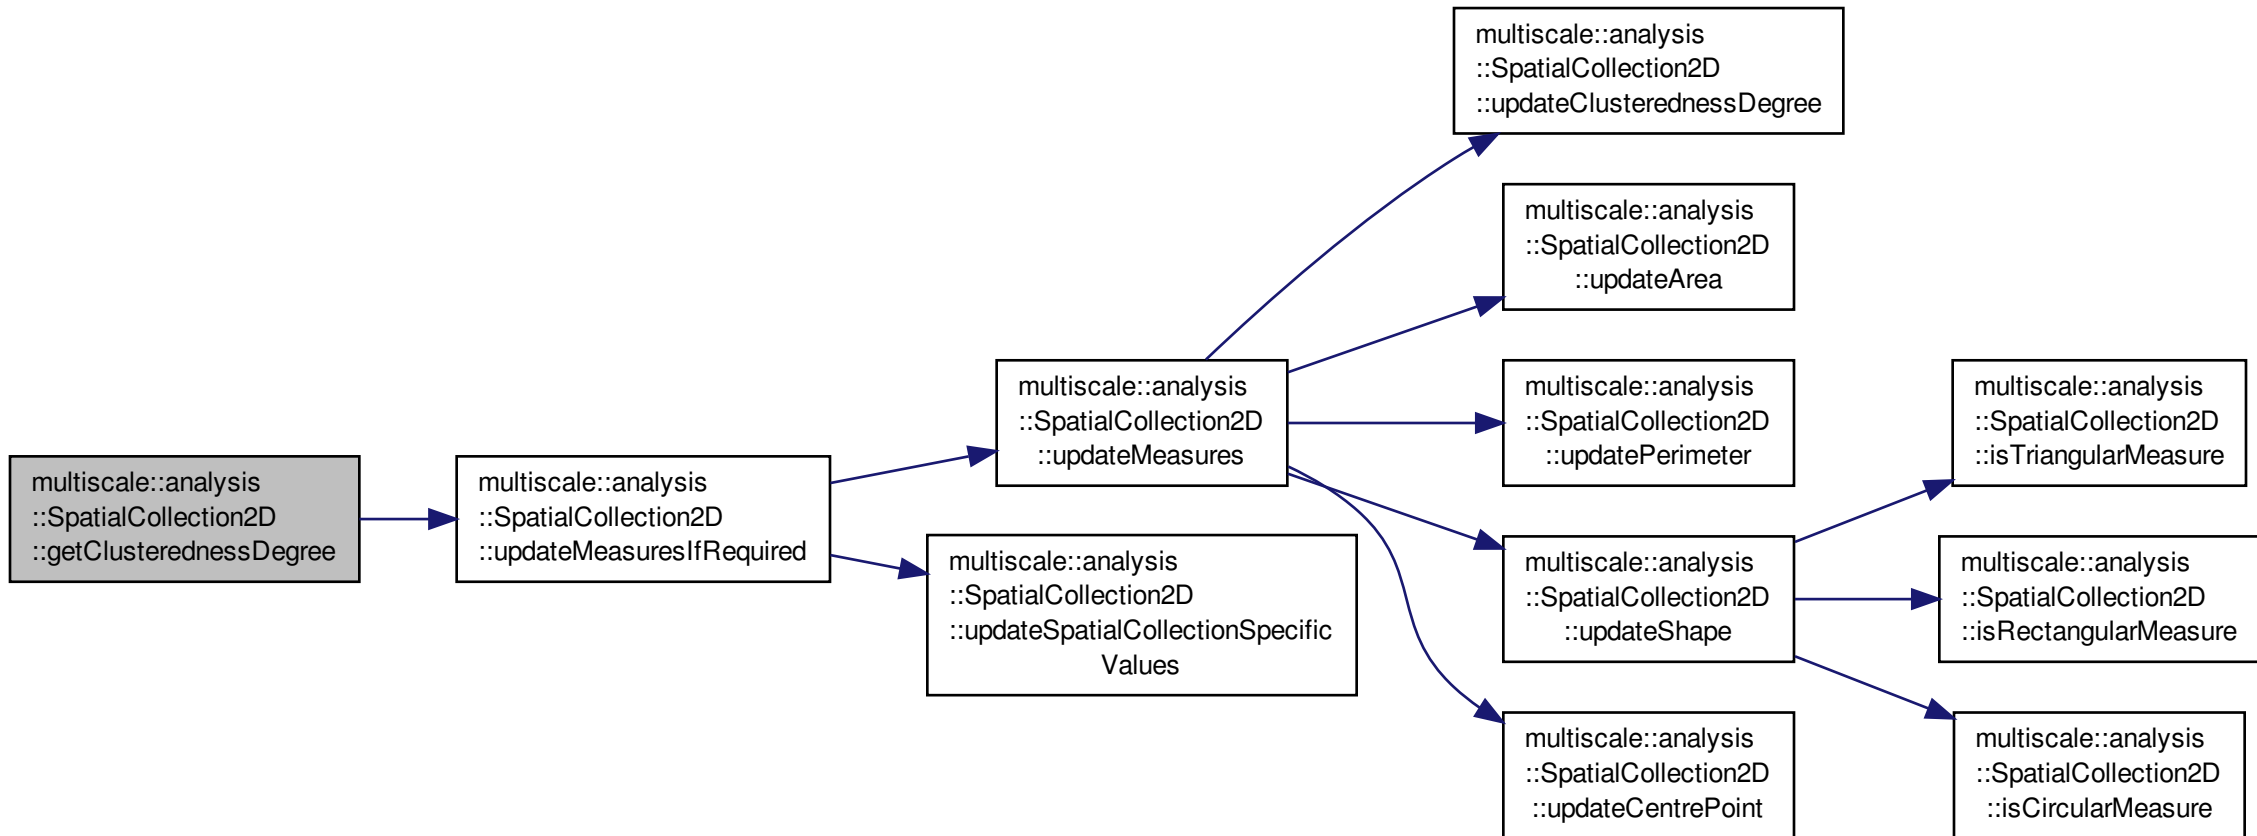 multiscale::analysis
::SpatialCollection2D
::getClusterednessDegree
multiscale::analysis
::SpatialCollection2D
::updateMeasuresIfRequired
multiscale::analysis
::SpatialCollection2D
::updateMeasures
multiscale::analysis
::SpatialCollection2D
::updateSpatialCollectionSpecific
Values
multiscale::analysis
::SpatialCollection2D
::updateClusterednessDegree
multiscale::analysis
::SpatialCollection2D
::updateArea
multiscale::analysis
::SpatialCollection2D
::updatePerimeter
multiscale::analysis
::SpatialCollection2D
::updateShape
multiscale::analysis
::SpatialCollection2D
::updateCentrePoint
multiscale::analysis
::SpatialCollection2D
::isTriangularMeasure
multiscale::analysis
::SpatialCollection2D
::isRectangularMeasure
multiscale::analysis
::SpatialCollection2D
::isCircularMeasure